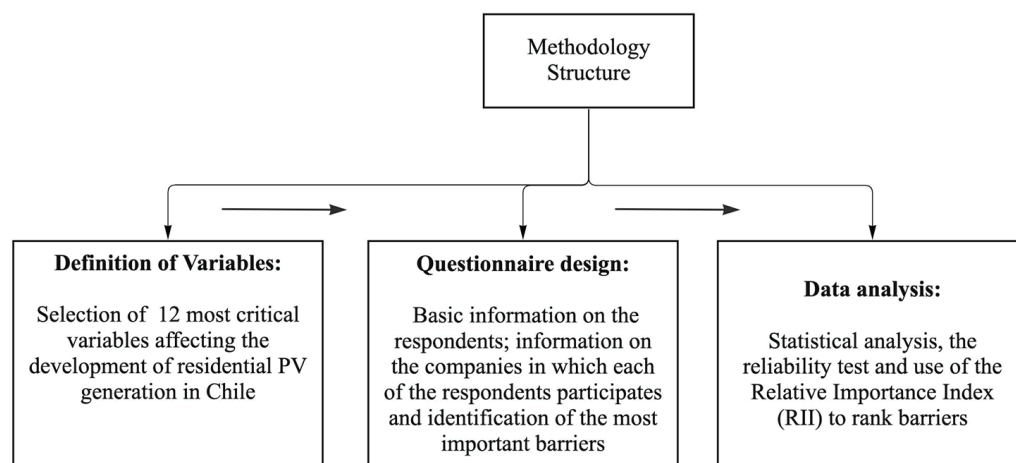 Methodology
Structure
Definition of Variables:
Selection of 12 most critical
variables affecting the
development of residential PV
generation in Chile
Questionnaire design:
Basic information on the
respondents; information on
the companies in which each
of the respondents participates
and identification of the most
important barriers
Data analysis:
Statistical analysis, the
reliability test and use of the
Relative Importance Index
(RII) to rank barriers